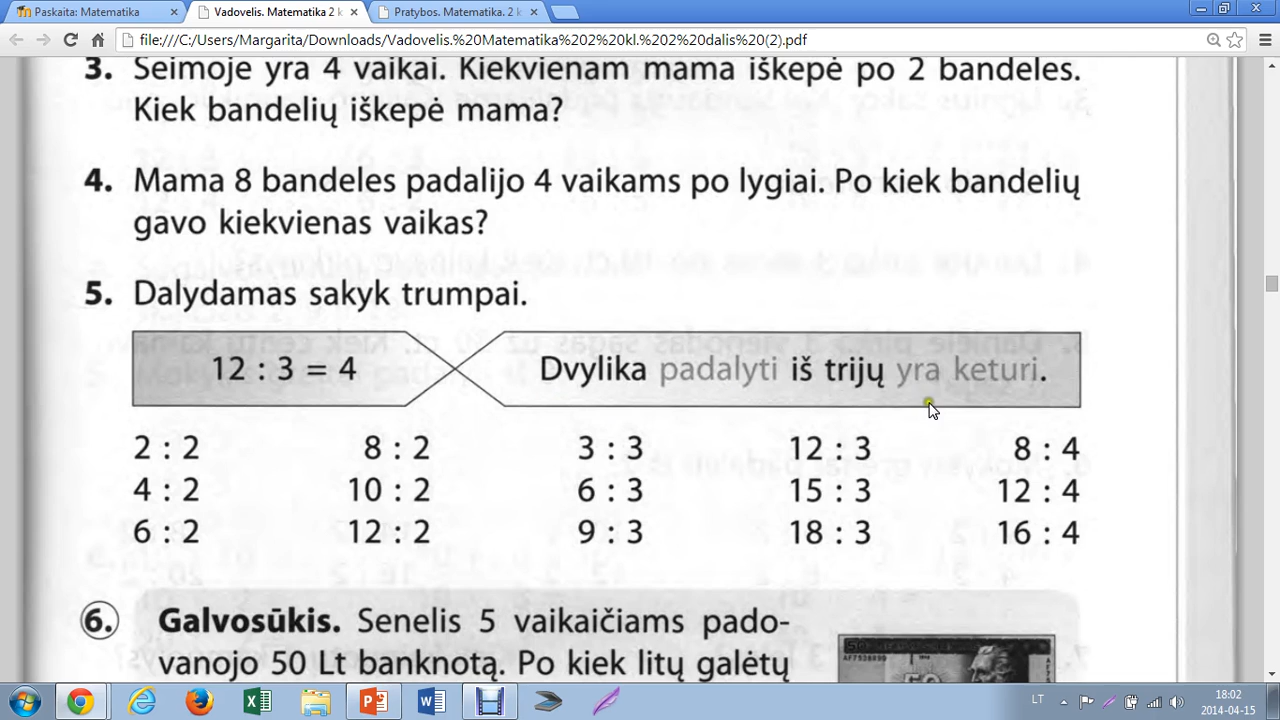 Paskaita: Matematika
Vadovelis. Matematika 2 k
Pratybos. Matematika. 2 k
file:///C:/Users/Margarita/Downloads/Vadovelis.%20Matematika%202%20kl.%202%20dalis%20(2).pdf
3. Šeimoje yra 4 vaikai. Kiekvienam mama iškepė po 2 bandeles.
Kiek bandelių iškepė mama?
4. Mama 8 bandeles padalijo 4 vaikams po lygiai. Po kiek bandelių
gavo kiekvienas vaikas?
5. Dalydamas sakyk trumpai.
12 : 3 = 4 Dvylika padalyti iš trijų yra keturi.
2 : 2 8 : 2 3 : 3 12 : 3 8 : 4
4 : 2 10 : 2 6 : 3 15 : 3 12 : 4
6 : 2 12 : 2 9 : 3 18 : 3 16 : 4
6. Galvosūkis. Senelis 5 vaikaičiams pado-
vanojo 50 Lt banknotą. Po kiek litų galėtų
LT 18:02
2014-04-15